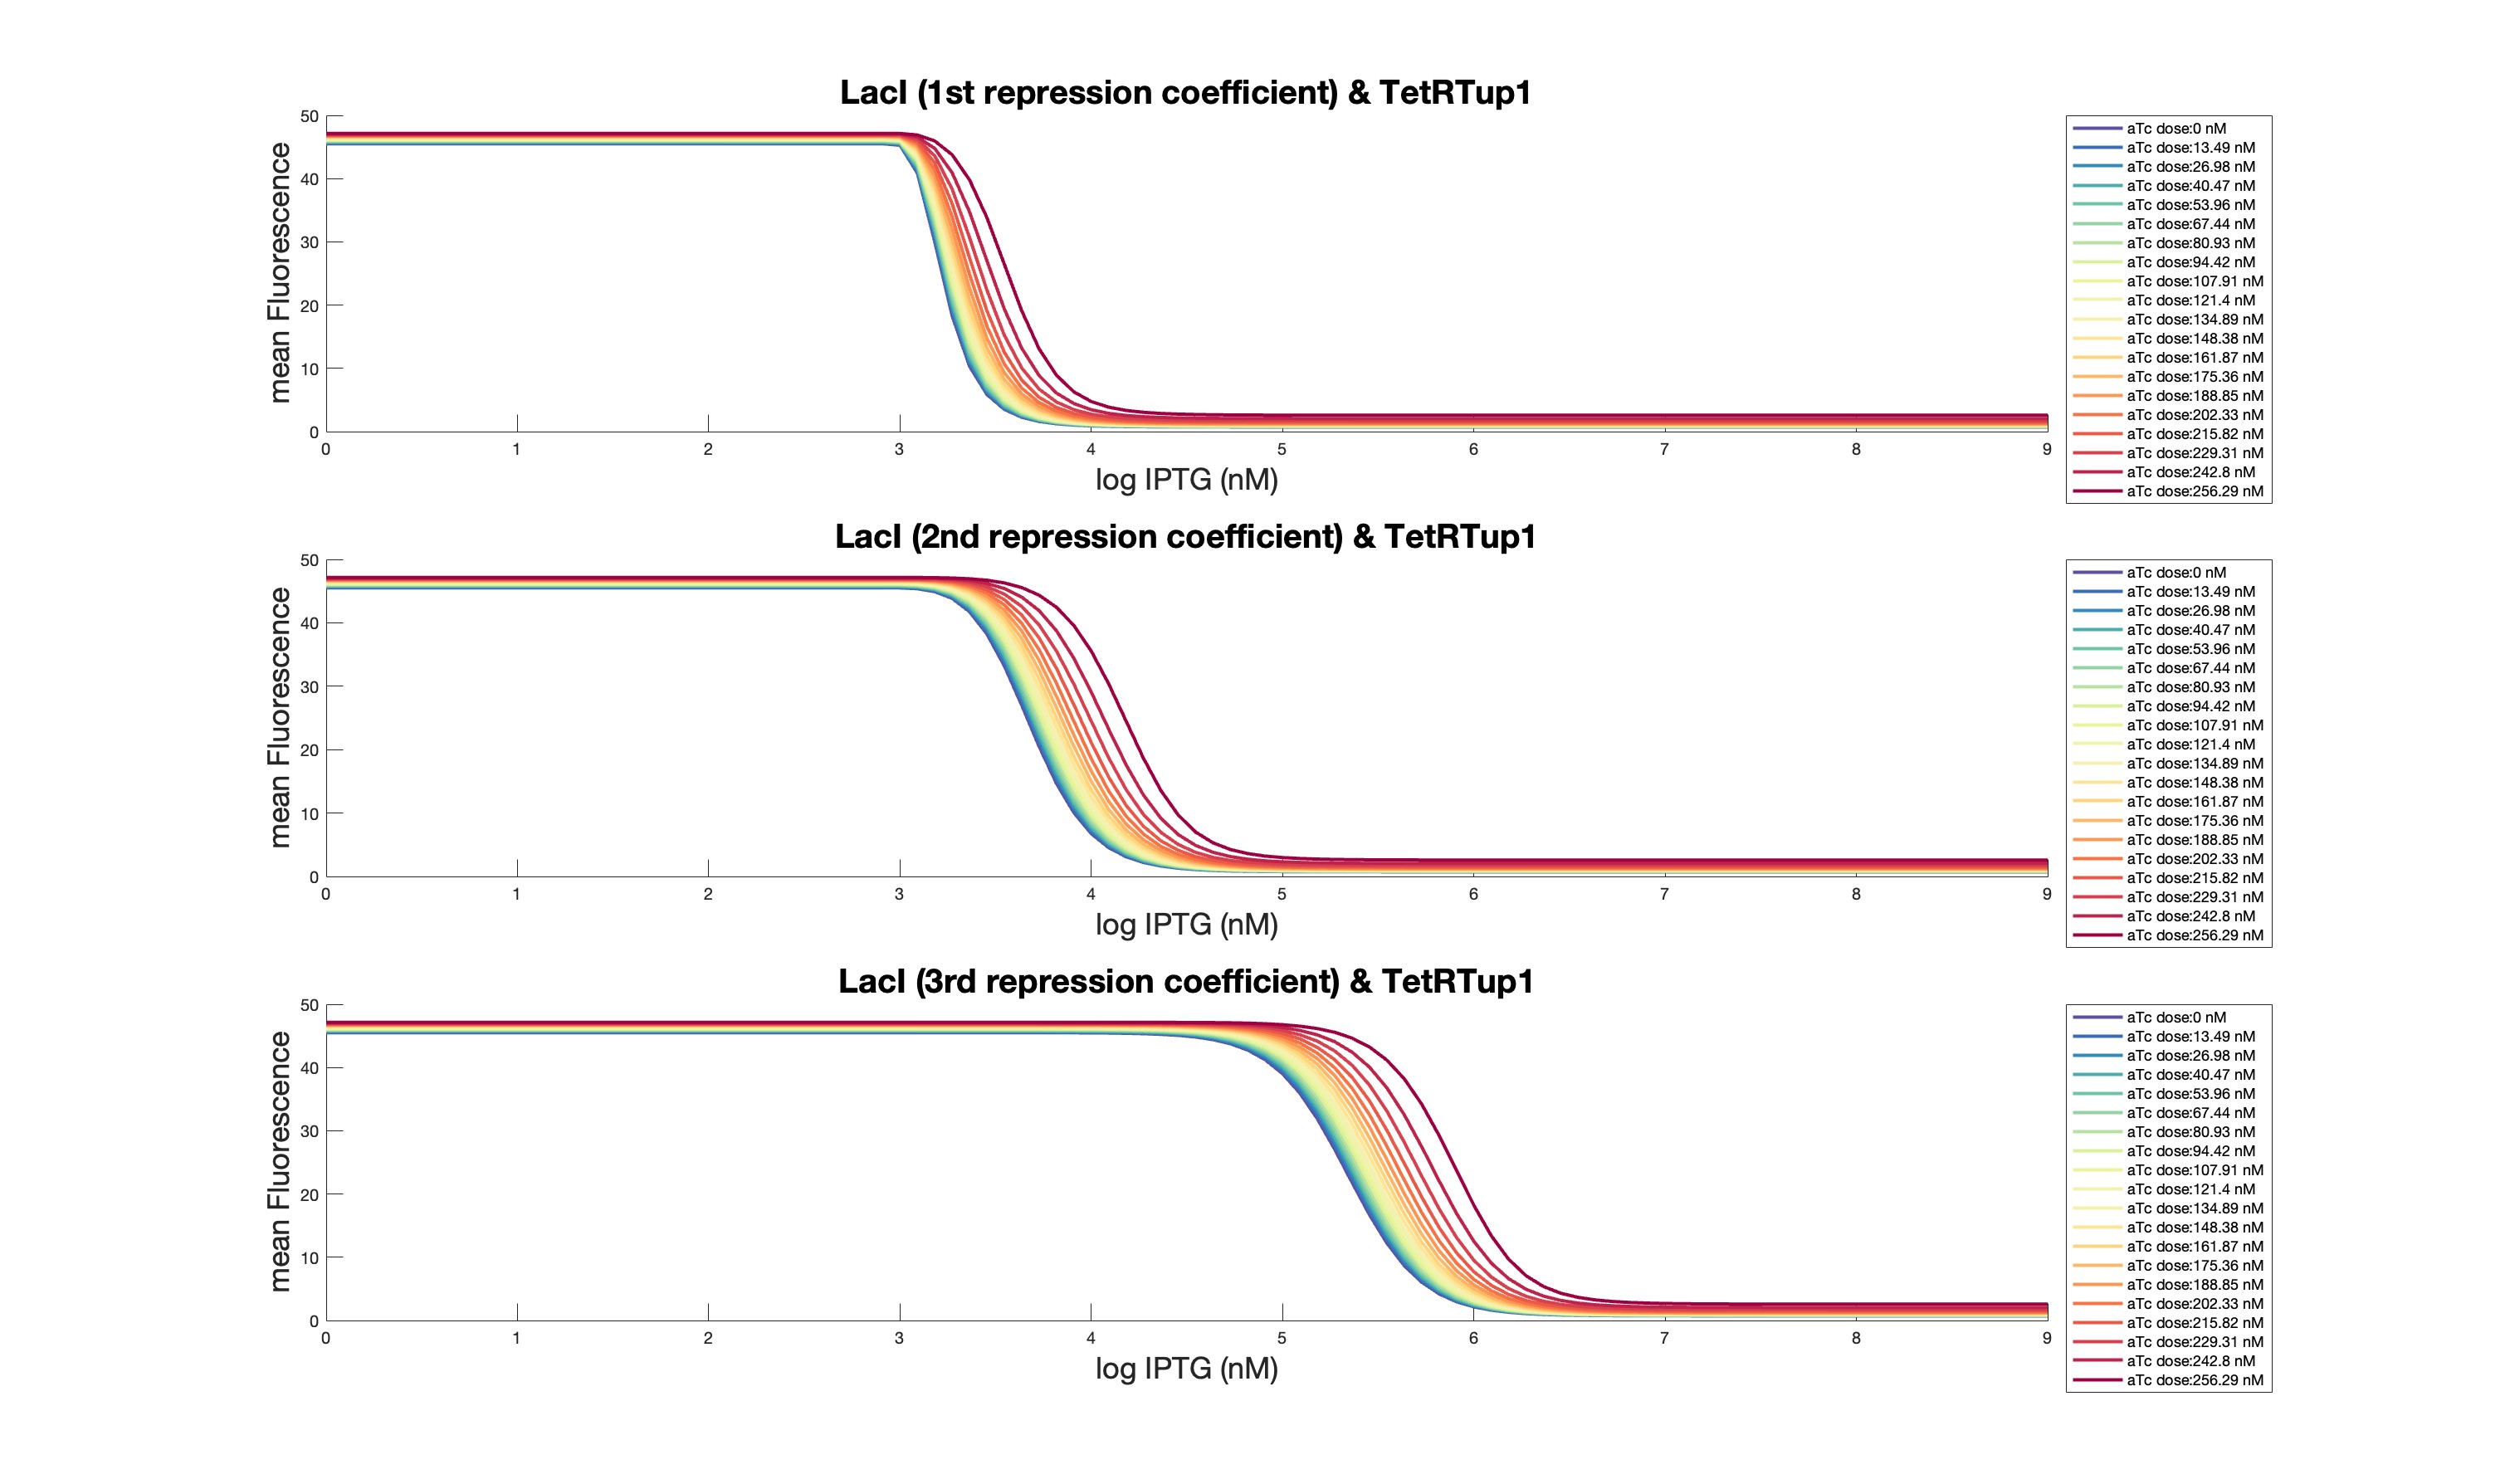 LacI (1st repression coefficient) & TetRTup1
50
40
30
20
10
0
mean Fluorescence
0 1 2 3 4 5 6 7 8 9
log IPTG (nM)
aTc dose:0 nM
aTc dose:13.49 nM
aTc dose:26.98 nM
aTc dose:40.47 nM
aTc dose:53.96 nM
aTc dose:67.44 nM
aTc dose:80.93 nM
aTc dose:94.42 nM
aTc dose:107.91 nM
aTc dose:121.4 nM
aTc dose:134.89 nM
aTc dose:148.38 nM
aTc dose:161.87 nM
aTc dose:175.36 nM
aTc dose:188.85 nM
aTc dose:202.33 nM
aTc dose:215.82 nM
aTc dose:229.31 nM
aTc dose:242.8 nM
aTc dose:256.29 nM
LacI (2nd repression coefficient) & TetRTup1
50
40
30
20
10
0
mean Fluorescence
0 1 2 3 4 5 6 7 8 9
log IPTG (nM)
aTc dose:0 nM
aTc dose:13.49 nM
aTc dose:26.98 nM
aTc dose:40.47 nM
aTc dose:53.96 nM
aTc dose:67.44 nM
aTc dose:80.93 nM
aTc dose:94.42 nM
aTc dose:107.91 nM
aTc dose:121.4 nM
aTc dose:134.89 nM
aTc dose:148.38 nM
aTc dose:161.87 nM
aTc dose:175.36 nM
aTc dose:188.85 nM
aTc dose:202.33 nM
aTc dose:215.82 nM
aTc dose:229.31 nM
aTc dose:242.8 nM
aTc dose:256.29 nM
LacI (3rd repression coefficient) & TetRTup1
50
40
30
20
10
0
mean Fluorescence
0 1 2 3 4 5 6 7 8 9
log IPTG (nM)
aTc dose:0 nM
aTc dose:13.49 nM
aTc dose:26.98 nM
aTc dose:40.47 nM
aTc dose:53.96 nM
aTc dose:67.44 nM
aTc dose:80.93 nM
aTc dose:94.42 nM
aTc dose:107.91 nM
aTc dose:121.4 nM
aTc dose:134.89 nM
aTc dose:148.38 nM
aTc dose:161.87 nM
aTc dose:175.36 nM
aTc dose:188.85 nM
aTc dose:202.33 nM
aTc dose:215.82 nM
aTc dose:229.31 nM
aTc dose:242.8 nM
aTc dose:256.29 nM